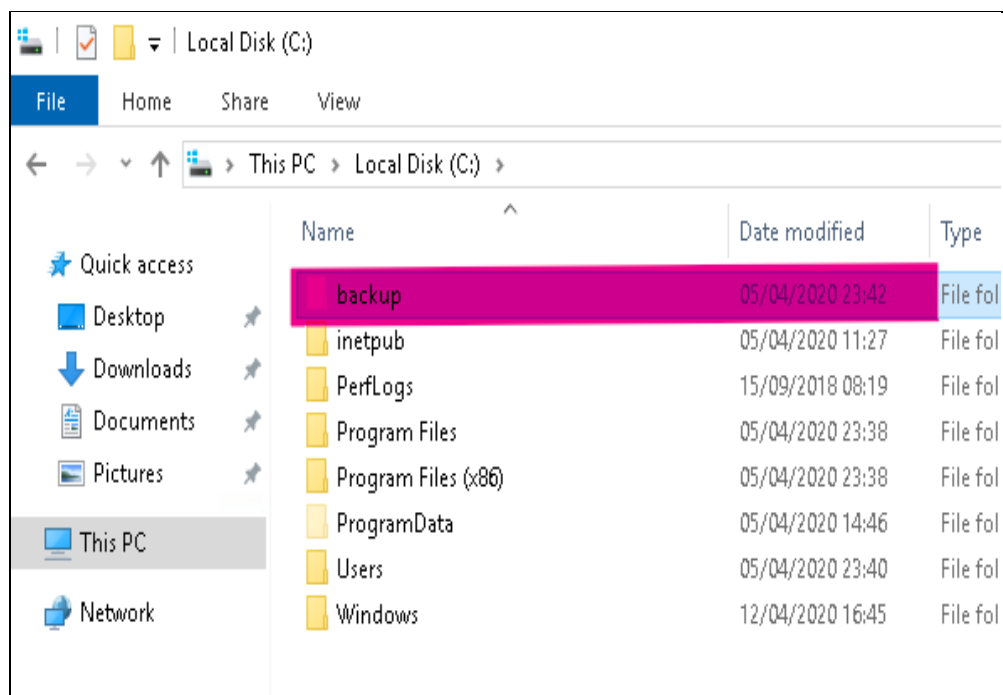 Local Disk (C:)
File Home Share View
This PC > Local Disk (C:) >
Name Date modified Type
Quick access
Desktop
Downloads
Documents
Pictures
This PC
Network
backup 05/04/2020 23:42 File fol
inetpub 05/04/2020 11:27 File fol
PerfLogs 15/09/2018 08:19 File fol
Program Files 05/04/2020 23:38 File fol
Program Files (x86) 05/04/2020 23:38 File fol
ProgramData 05/04/2020 14:46 File fol
Users 05/04/2020 23:40 File fol
Windows 12/04/2020 16:45 File fol